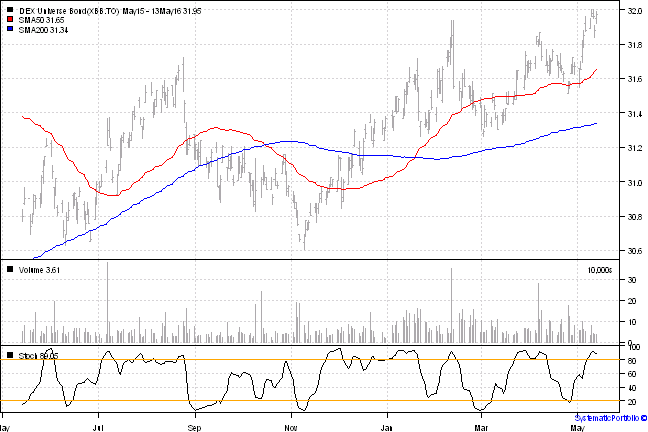 DEX Universe Bond(XBB.TO) May15 - 13May16 31.95
SMA50 31.65
SMA200 31.34
32.0
31.8
31.6
31.4
31.2
31.0
30.8
30.6
Volume 3.61
10,000s
30
20
10
0
Stoch
100
80
60
40
20
May
Jul
Sep
Nov
Jan
Mar
May
SystematicPortfolio ©